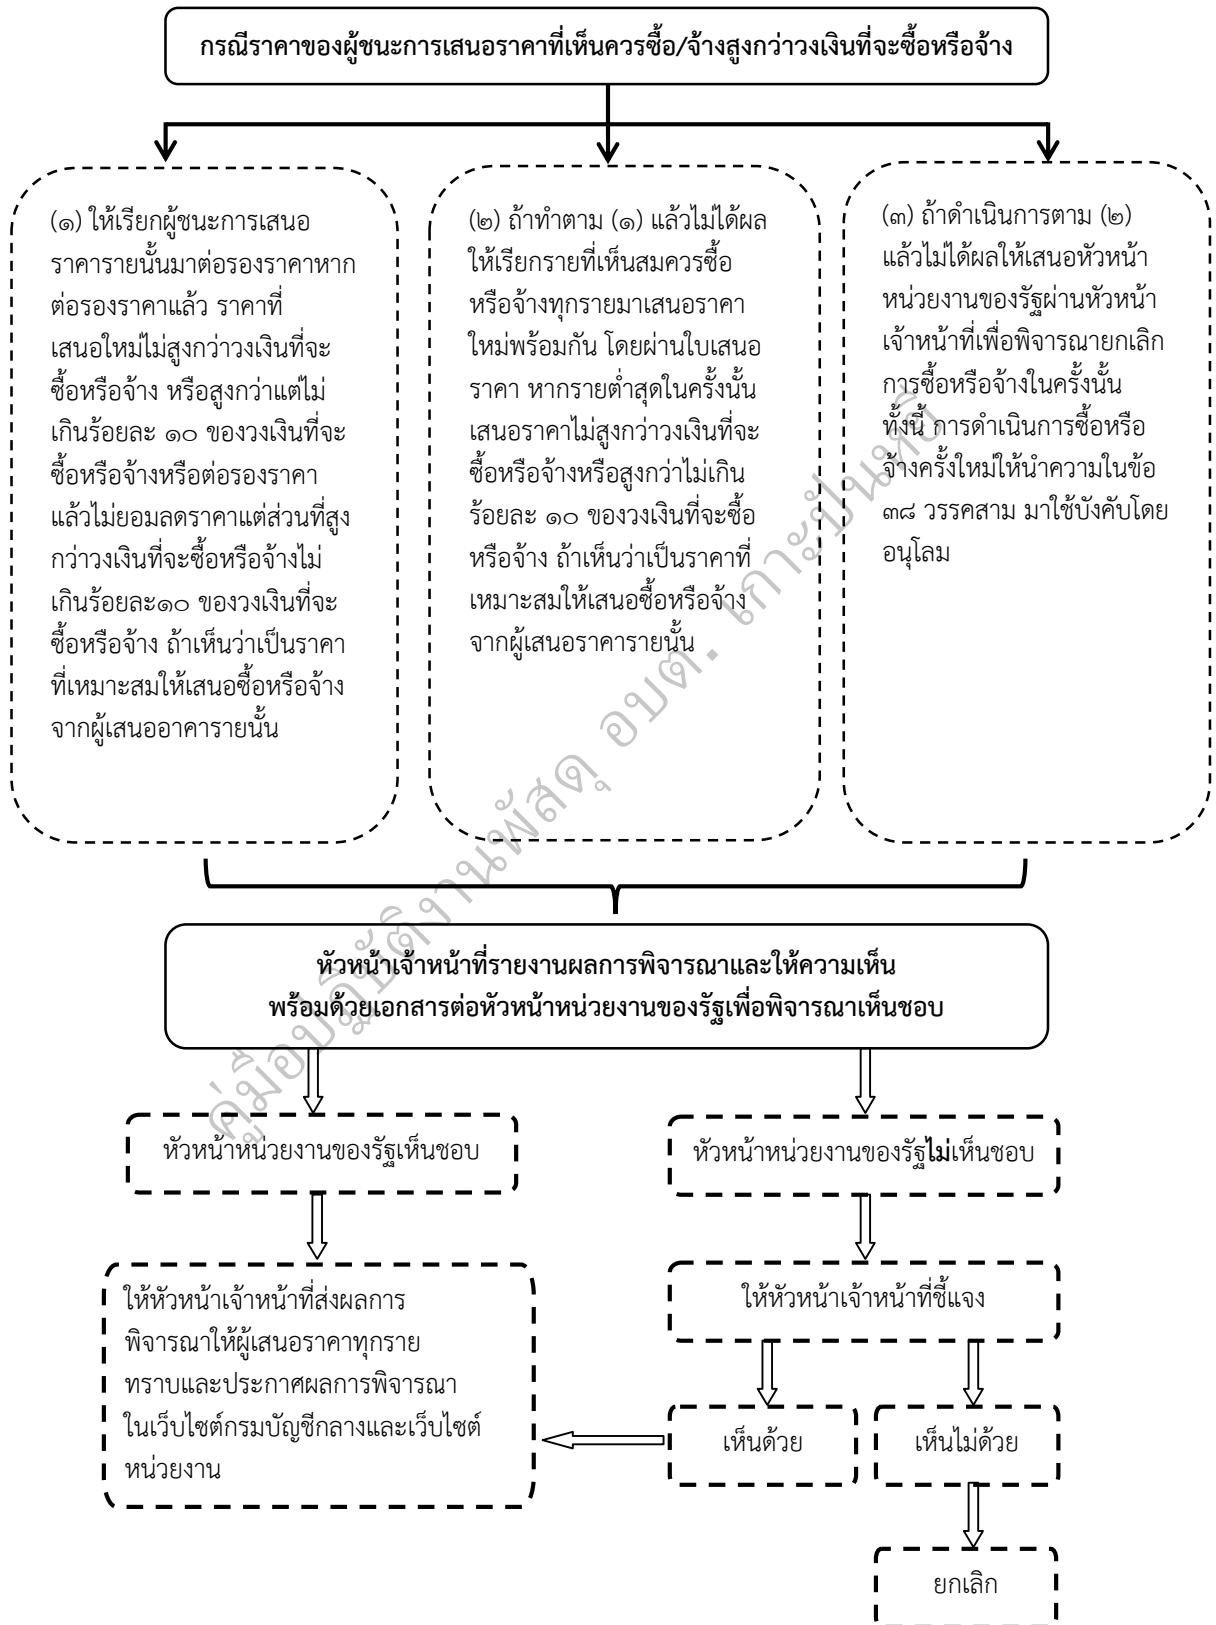 กรณีราคาของผู้ชนะการเสนอราคาที่เห็นควรซื้อ/จ้างสูงกว่าวงเงินที่จะซื้อหรือจ้าง
(๑) ให้เรียกผู้ชนะการเสนอ
ราคารายนั้นมาต่อรองราคาหาก
ต่อรองราคาแล้ว ราคาที่
เสนอใหม่ไม่สูงกว่าวงเงินที่จะ
ซื้อหรือจ้าง หรือสูงกว่าแต่ไม่
เกินร้อยละ ๑๐ ของวงเงินที่จะ
ซื้อหรือจ้างหรือต่อรองราคา
แล้วไม่ยอมลดราคาแต่ส่วนที่สูง
กว่าวงเงินที่จะซื้อหรือจ้างไม่
เกินร้อยละ๑๐ ของวงเงินที่จะ
ซื้อหรือจ้าง ถ้าเห็นว่าเป็นราคา
ที่เหมาะสมให้เสนอซื้อหรือจ้าง
จากผู้เสนออาคารายนั้น
(๒) ถ้าทำตาม (๑) แล้วไม่ได้ผล
ให้เรียกรายที่เห็นสมควรซื้อ
หรือจ้างทุกรายมาเสนอราคา
ใหม่พร้อมกัน โดยผ่านใบเสนอ
ราคา หากรายต่ำสุดในครั้งนั้น
เสนอราคาไม่สูงกว่าวงเงินที่จะ
ซื้อหรือจ้างหรือสูงกว่าไม่เกิน
ร้อยละ ๑๐ ของวงเงินที่จะซื้อ
หรือจ้าง ถ้าเห็นว่าเป็นราคาที่
เหมาะสมให้เสนอซื้อหรือจ้าง
จากผู้เสนอราคารายนั้น
(๓) ถ้าดำเนินการตาม (๒)
แล้วไม่ได้ผลให้เสนอหัวหน้า
หน่วยงานของรัฐผ่านหัวหน้า
เจ้าหน้าที่เพื่อพิจารณายกเลิก
การซื้อหรือจ้างในครั้งนั้น
ทั้งนี้ การดำเนินการซื้อหรือ
จ้างครั้งใหม่ให้นำความในข้อ
๓๘ วรรคสาม มาใช้บังคับโดย
อนุโลม
คู่มือปฏิบัติงานพัสดุ อบต. เกาะปันหยี
หัวหน้าเจ้าหน้าที่รายงานผลการพิจารณาและให้ความเห็น
พร้อมด้วยเอกสารต่อหัวหน้าหน่วยงานของรัฐเพื่อพิจารณาเห็นชอบ
หัวหน้าหน่วยงานของรัฐเห็นชอบ
หัวหน้าหน่วยงานของรัฐไม่เห็นชอบ
ให้หัวหน้าเจ้าหน้าที่ส่งผลการ
พิจารณาให้ผู้เสนอราคาทุกราย
ทราบและประกาศผลการพิจารณา
ในเว็บไซต์กรมบัญชีกลางและเว็บไซต์
หน่วยงาน
ให้หัวหน้าเจ้าหน้าที่ชี้แจง
เห็นด้วย
เห็นไม่ด้วย
ยกเลิก